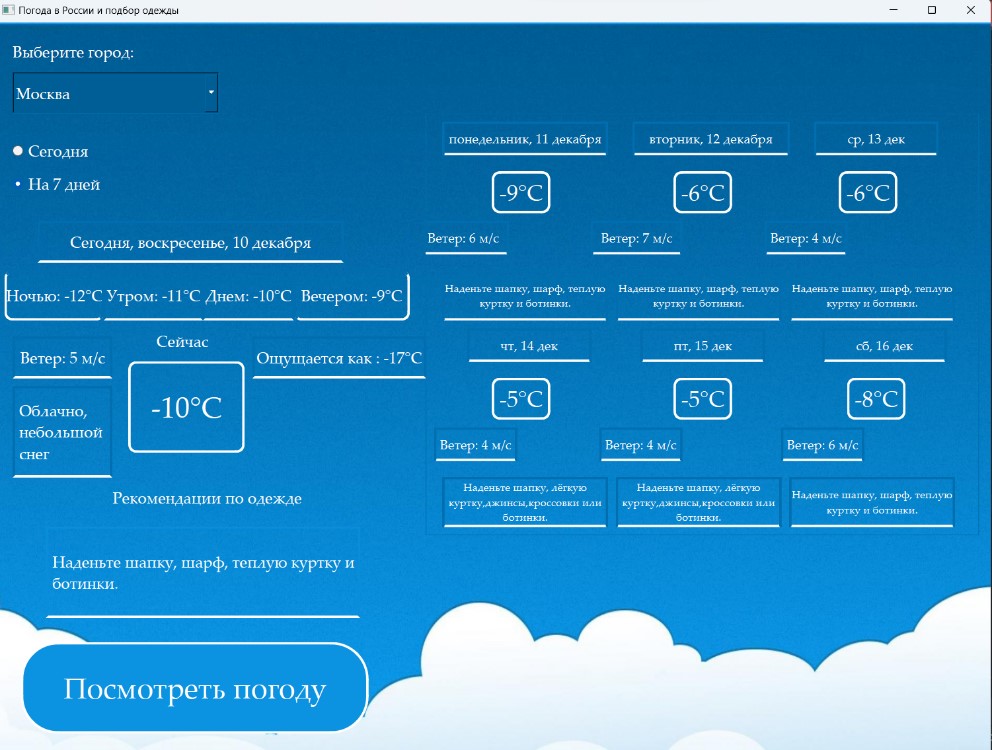 Погода в России и подбор одежды
Выберите город:
Москва
Сегодня
На 7 дней
Сегодня, воскресенье, 10 декабря
Ночью: -12°C Утром: -11°C Днем: -10°C Вечером: -9°C
Сейчас
Ветер: 5 м/с
-10°C
Ощущается как : -17°C
Облачно,
небольшой
снег
Рекомендации по одежде
Наденьте шапку, шарф, теплую куртку и
ботинки.
Посмотреть погоду
понедельник, 11 декабря
вторник, 12 декабря
ср, 13 дек
-9°C
-6°C
-6°C
Ветер: 6 м/с
Ветер: 7 м/с
Ветер: 4 м/с
Наденьте шапку, шарф, теплую
куртку и ботинки.
Наденьте шапку, шарф, теплую
куртку и ботинки.
Наденьте шапку, шарф, теплую
куртку и ботинки.
чт, 14 дек
пт, 15 дек
сб, 16 дек
-5°C
-5°C
-8°C
Ветер: 4 м/с
Ветер: 4 м/с
Ветер: 6 м/с
Наденьте шапку, лёгкую
куртку,джинсы,кроссовки или
ботинки.
Наденьте шапку, лёгкую
куртку,джинсы,кроссовки или
ботинки.
Наденьте шапку, шарф, теплую
куртку и ботинки.